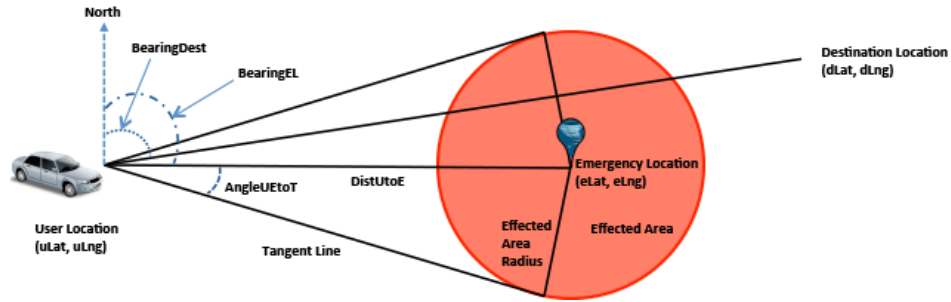 North
BearingDest
BearingEL
Destination Location
(dLat, dLng)
Emergency Location
(eLat, eLng)
AngleUEtoT
DistUtoE
User Location
(uLat, uLng)
Effected
Area
Radius
Effected Area
Tangent Line